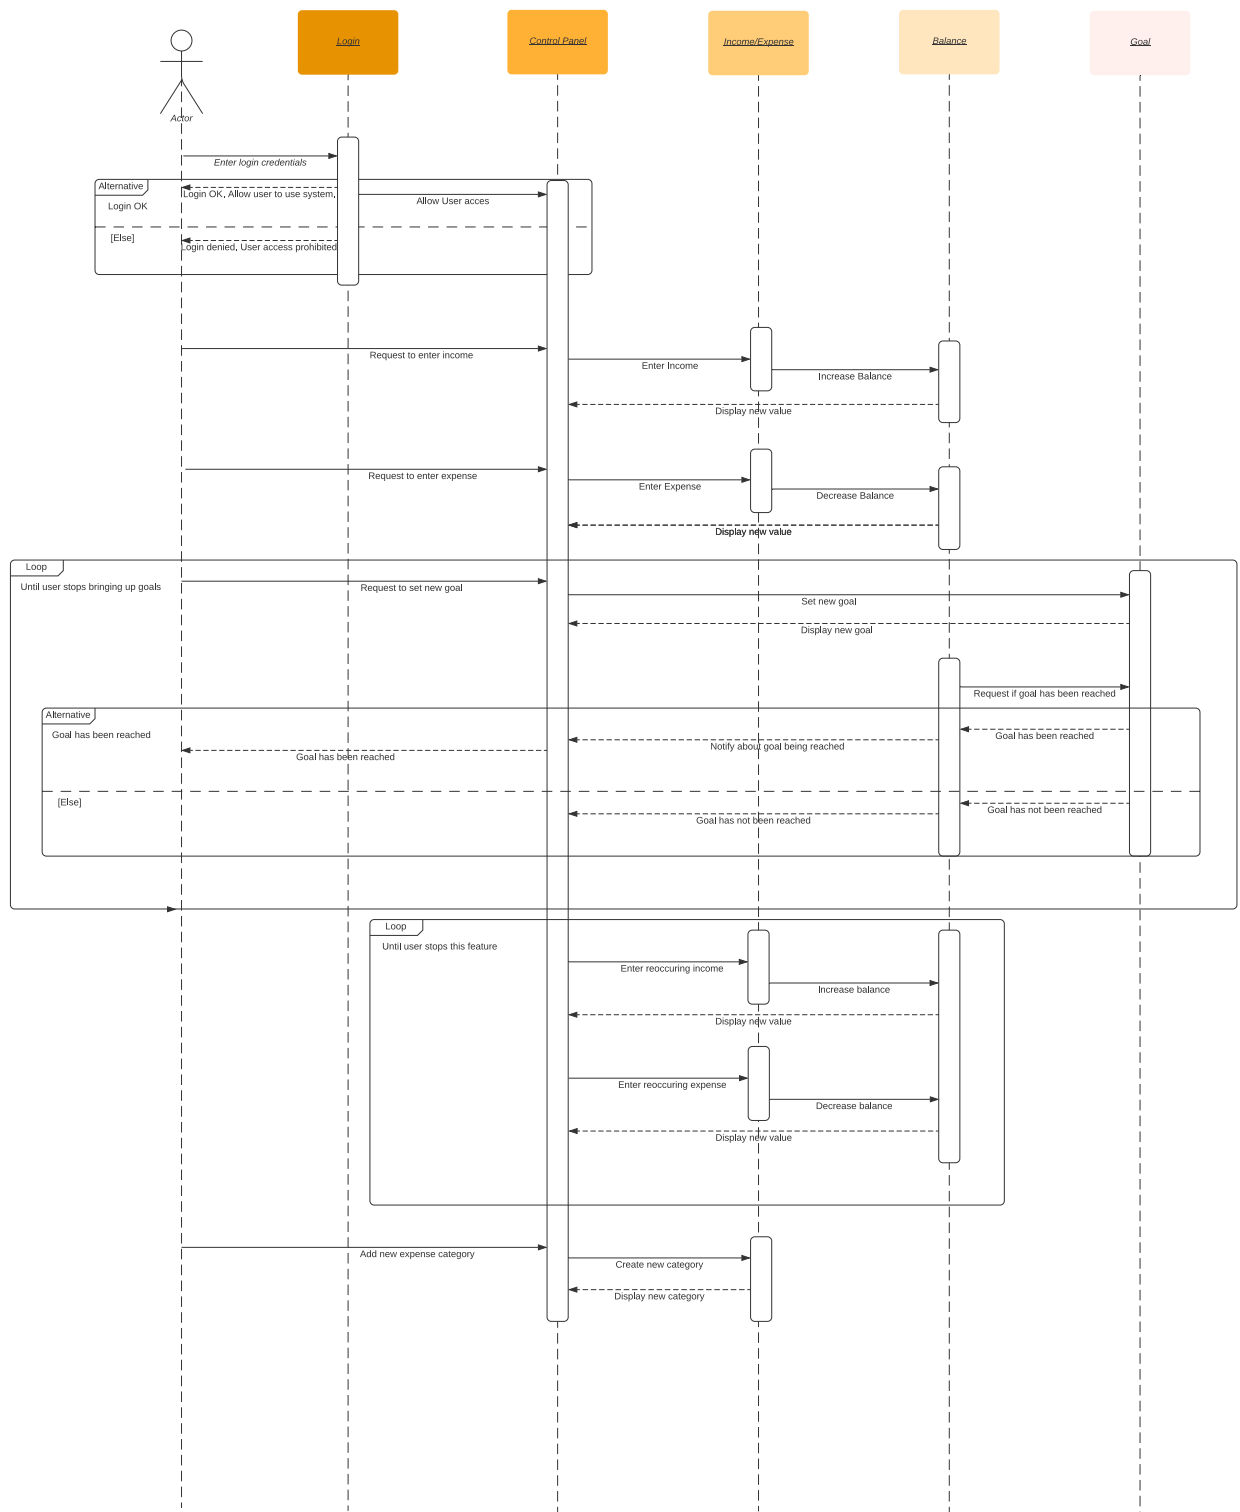 Login
Control Panel
Income/Expense
Balance
Goal
Actor
Enter login credentials
Alternative
Login OK, Allow user to use system,
Allow User acces
Login OK
[Else]
Login denied, User access prohibited
Request to enter income
Enter Income
Increase Balance
Display new value
Request to enter expense
Enter Expense
Decrease Balance
Display new value
Loop
Until user stops bringing up goals
Request to set new goal
Set new goal
Display new goal
Request if goal has been reached
Alternative
Goal has been reached
Goal has been reached
Notify about goal being reached
Goal has been reached
[Else]
Goal has not been reached
Goal has not been reached
Loop
Until user stops this feature
Enter reoccuring income
Increase balance
Display new value
Enter reoccuring expense
Decrease balance
Display new value
Add new expense category
Create new category
Display new category